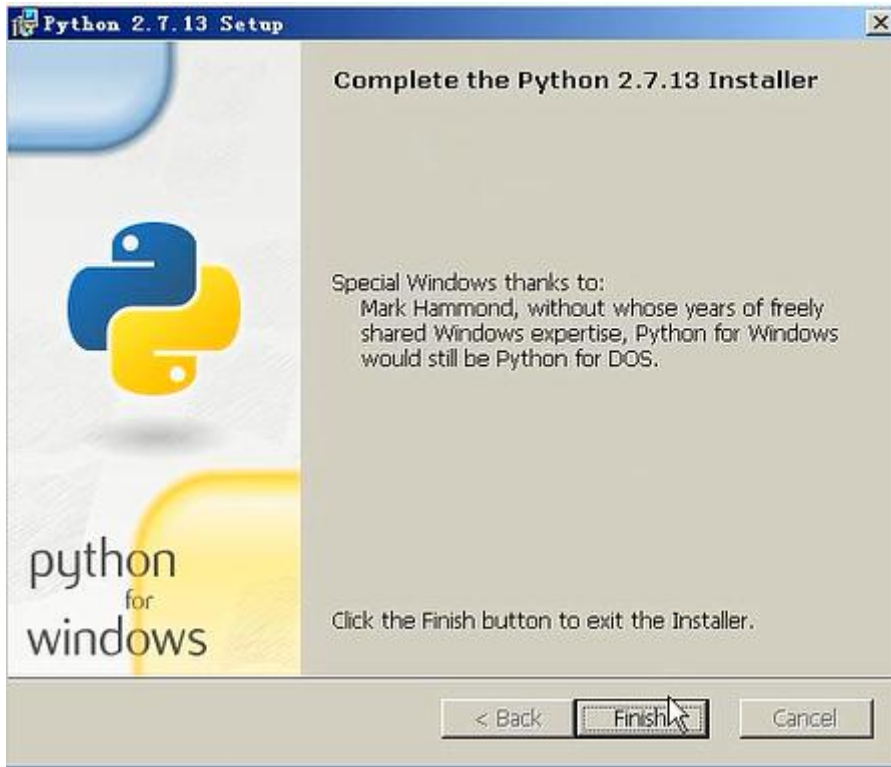 Python 2.7.13 Setup
Complete the Python 2.7.13 Installer
Special Windows thanks to:
Mark Hammond, without whose years of freely
shared Windows expertise, Python for Windows
would still be Python for DOS.
python
for
windows
Click the Finish button to exit the Installer.
< Back
Finish
Cancel